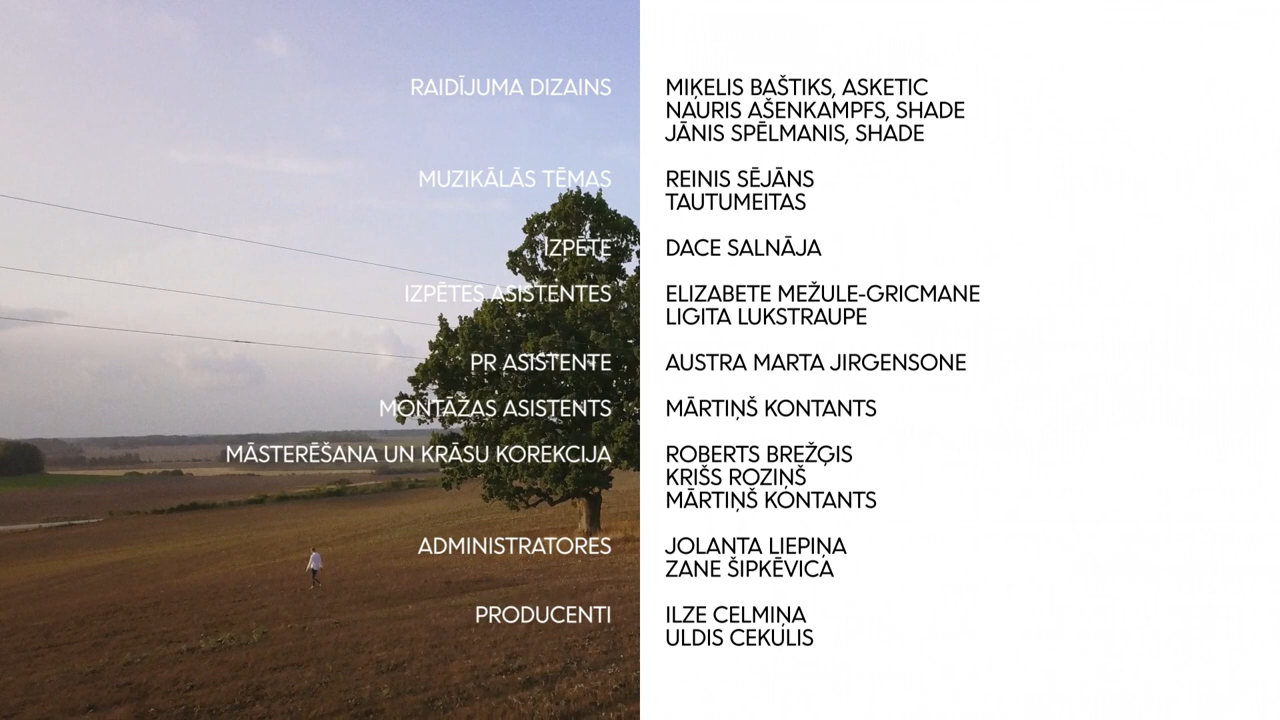 RAIDĪJUMA DIZAINS MIĶELIS BAŠTIKS, ASKETIC
NAURIS AŠENKAMPFS, SHADE
JĀNIS SPĒLMANIS, SHADE
MUZIKĀLĀS TĒMAS REINIS SĒJĀNS
TAUTUMEITAS
IZPĒTE DACE SALNĀJA
IZPĒTES ASISTENTES ELIZABETE MEŽULE-GRICMANE
LIGITA LUKSTRAUPE
PR ASISTENTE AUSTRA MARTA JIRGENSONE
MONTĀŽAS ASISTENTS MĀRTIŅŠ KONTANTS
MĀSTERĒŠANA UN KRĀSU KOREKCIJA ROBERTS BREŽĢIS
KRIŠS ROZIŅŠ
MĀRTIŅŠ KONTANTS
ADMINISTRATORES JOLANTA LIEPIŅA
ZANE ŠIPKĒVICA
PRODUCENTI ILZE CELMIŅA
ULDIS CEKULIS